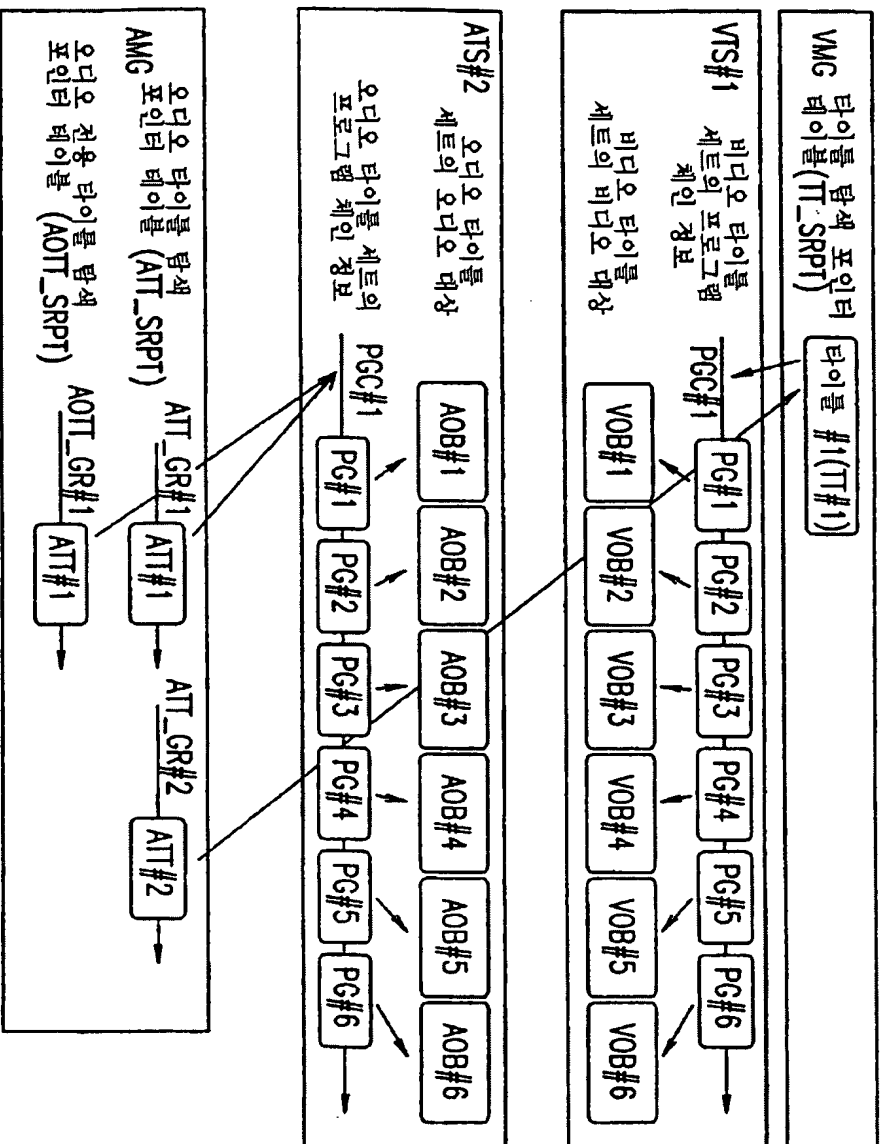 VMG 타이틀 탐색 포인터
테이블(TT_SRPT)
타이틀 #1(TT#1)
VTS#1
비디오 타이틀
세트의 프로그램
체인 정보
PGC#1
PG#1
PG#2
PG#3
PG#4
PG#5
PG#6
비디오 타이틀
세트의 비디오 대상
VOB#1
VOB#2
VOB#3
VOB#4
VOB#5
VOB#6
ATS#2
오디오 타이틀
세트의 오디오 대상
AOB#1
AOB#2
AOB#3
AOB#4
AOB#5
AOB#6
오디오 타이틀 세트의
프로그램 체인 정보
PGC#1
PG#1
PG#2
PG#3
PG#4
PG#5
PG#6
AMG
오디오 타이틀 탐색
포인터 테이블 (ATT_SRPT)
ATT_GR#1
ATT#1
ATT_GR#2
ATT#2
오디오 전용 타이틀 탐색
포인터 테이블 (AOTT_SRPT)
AOTT_GR#1
ATT#1